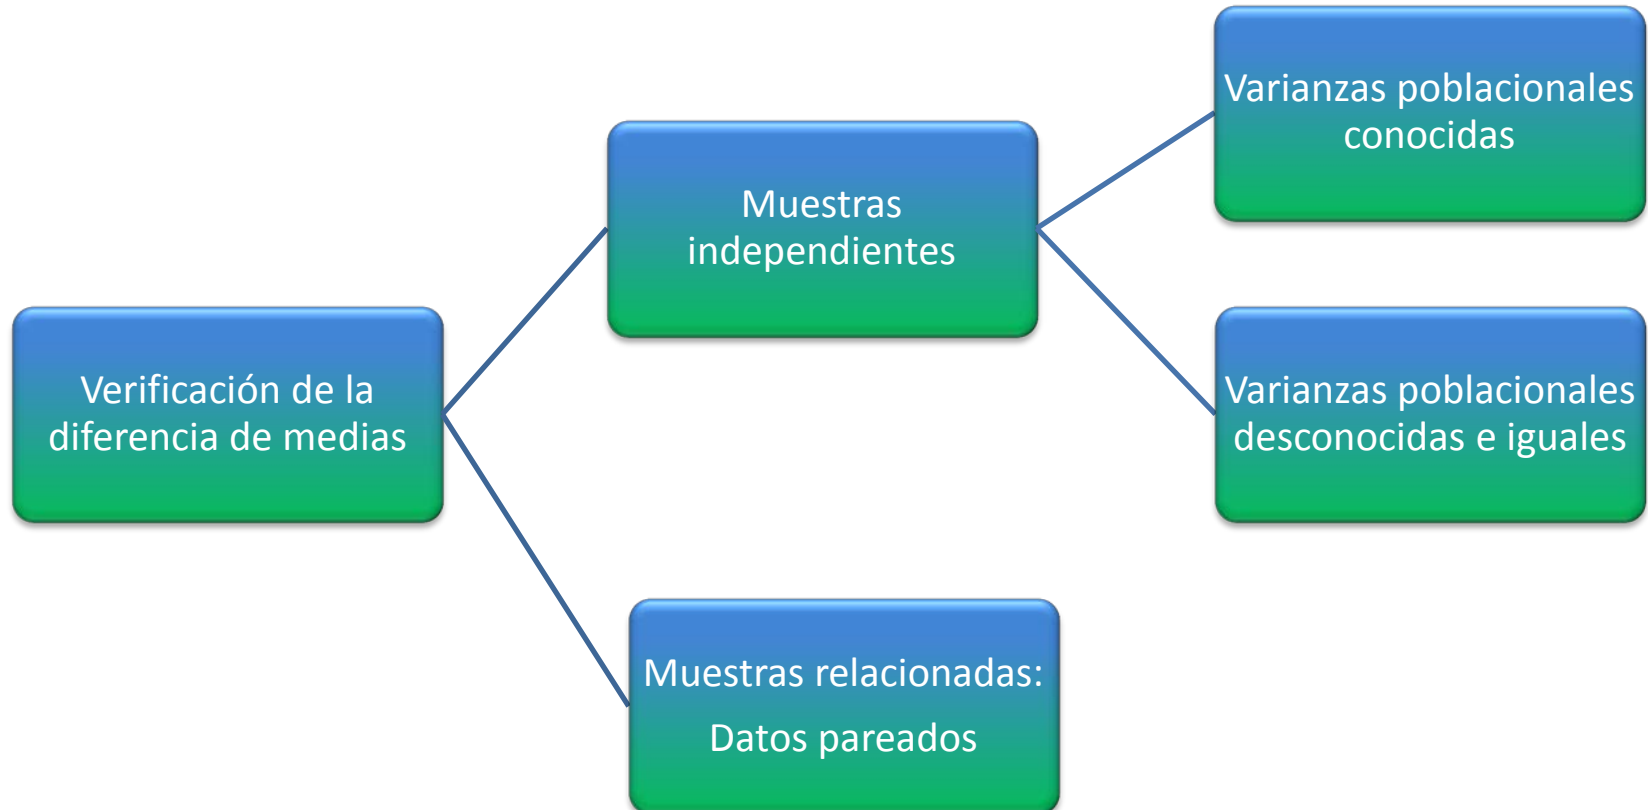 Verificación de la
diferencia de medias
Muestras
independientes
Varianzas poblacionales
conocidas
Varianzas poblacionales
desconocidas e iguales
Muestras relacionadas:
Datos pareados